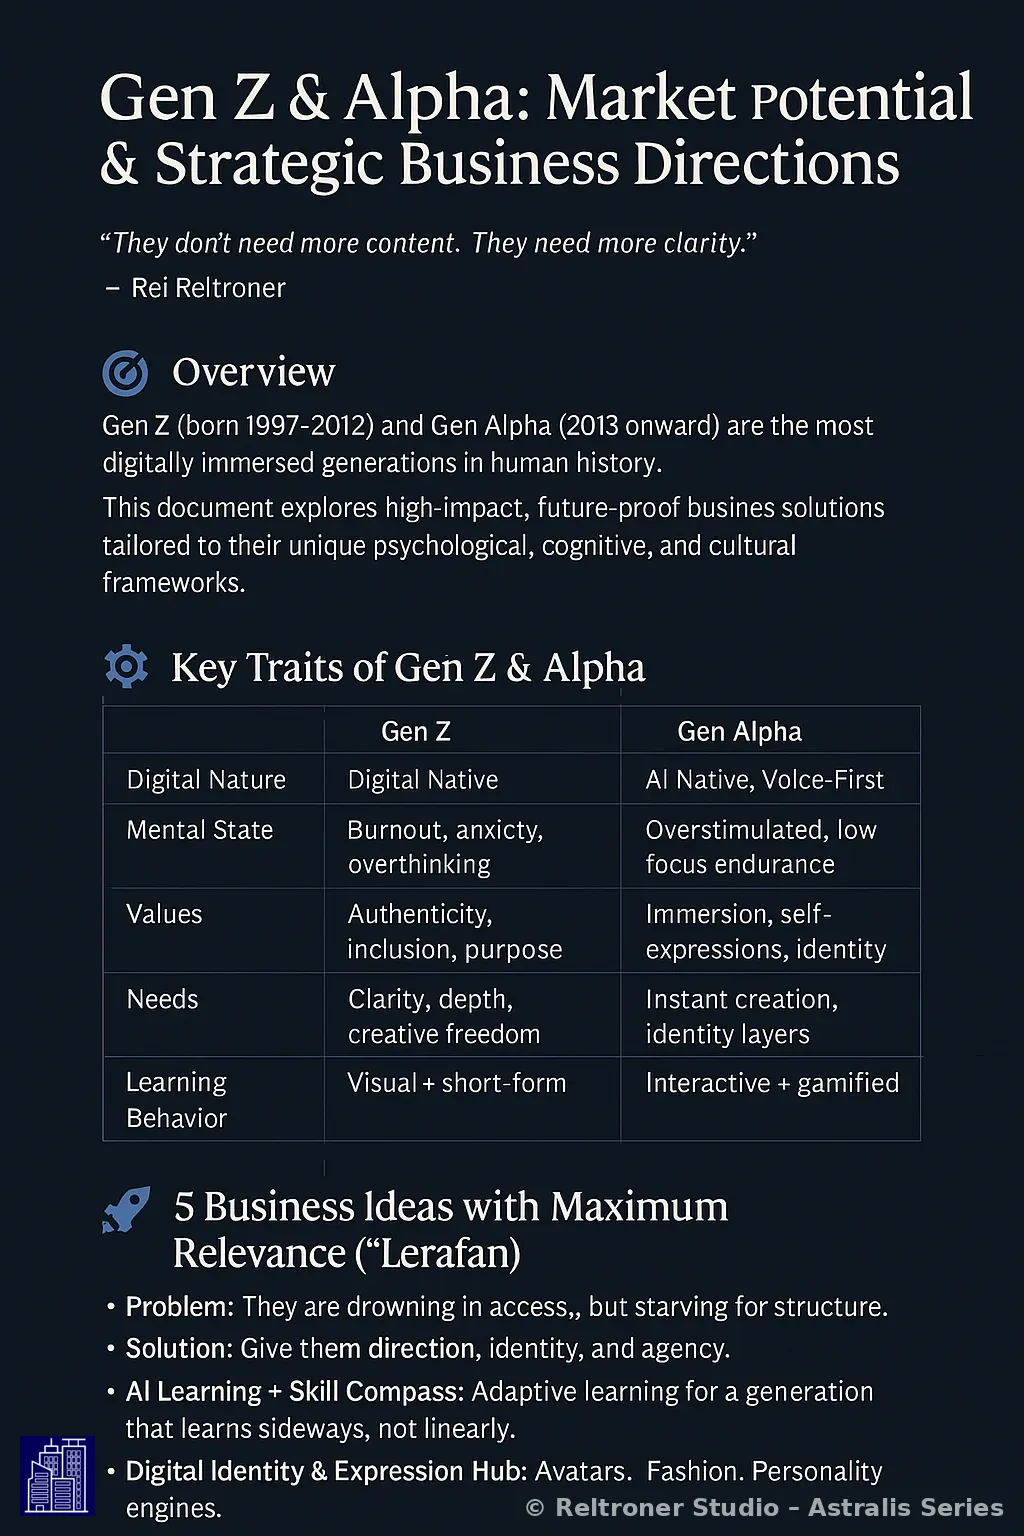 Gen Z & Alpha: Market Potential
& Strategic Business Directions
“They don’t need more content. They need more clarity.”
– Rei Reltroner
Overview
Gen Z (born 1997-2012) and Gen Alpha (2013 onward) are the most
digitally immersed generations in human history.
This document explores high-impact, future-proof busines solutions
tailored to their unique psychological, cognitive, and cultural
frameworks.
Key Traits of Gen Z & Alpha
Gen Z Gen Alpha
Digital Nature Digital Native AI Native, Volce-First
Mental State Burnout, anxicty, Overstimulated, low
overthinking focus endurance
Values Authenticity, Immersion, self-
inclusion, purpose expressions, identity
Needs Clarity, depth, Instant creation,
creative freedom identity layers
Learning Visual + short-form Interactive + gamified
Behavior
5 Business Ideas with Maximum
Relevance (“Lerafan)
• Problem: They are drowning in access,, but starving for structure.
• Solution: Give them direction, identity, and agency.
• AI Learning + Skill Compass: Adaptive learning for a generation
that learns sideways, not linearly.
• Digital Identity & Expression Hub: Avatars. Fashion. Personality
engines.
© Reltroner Studio – Astralis Series